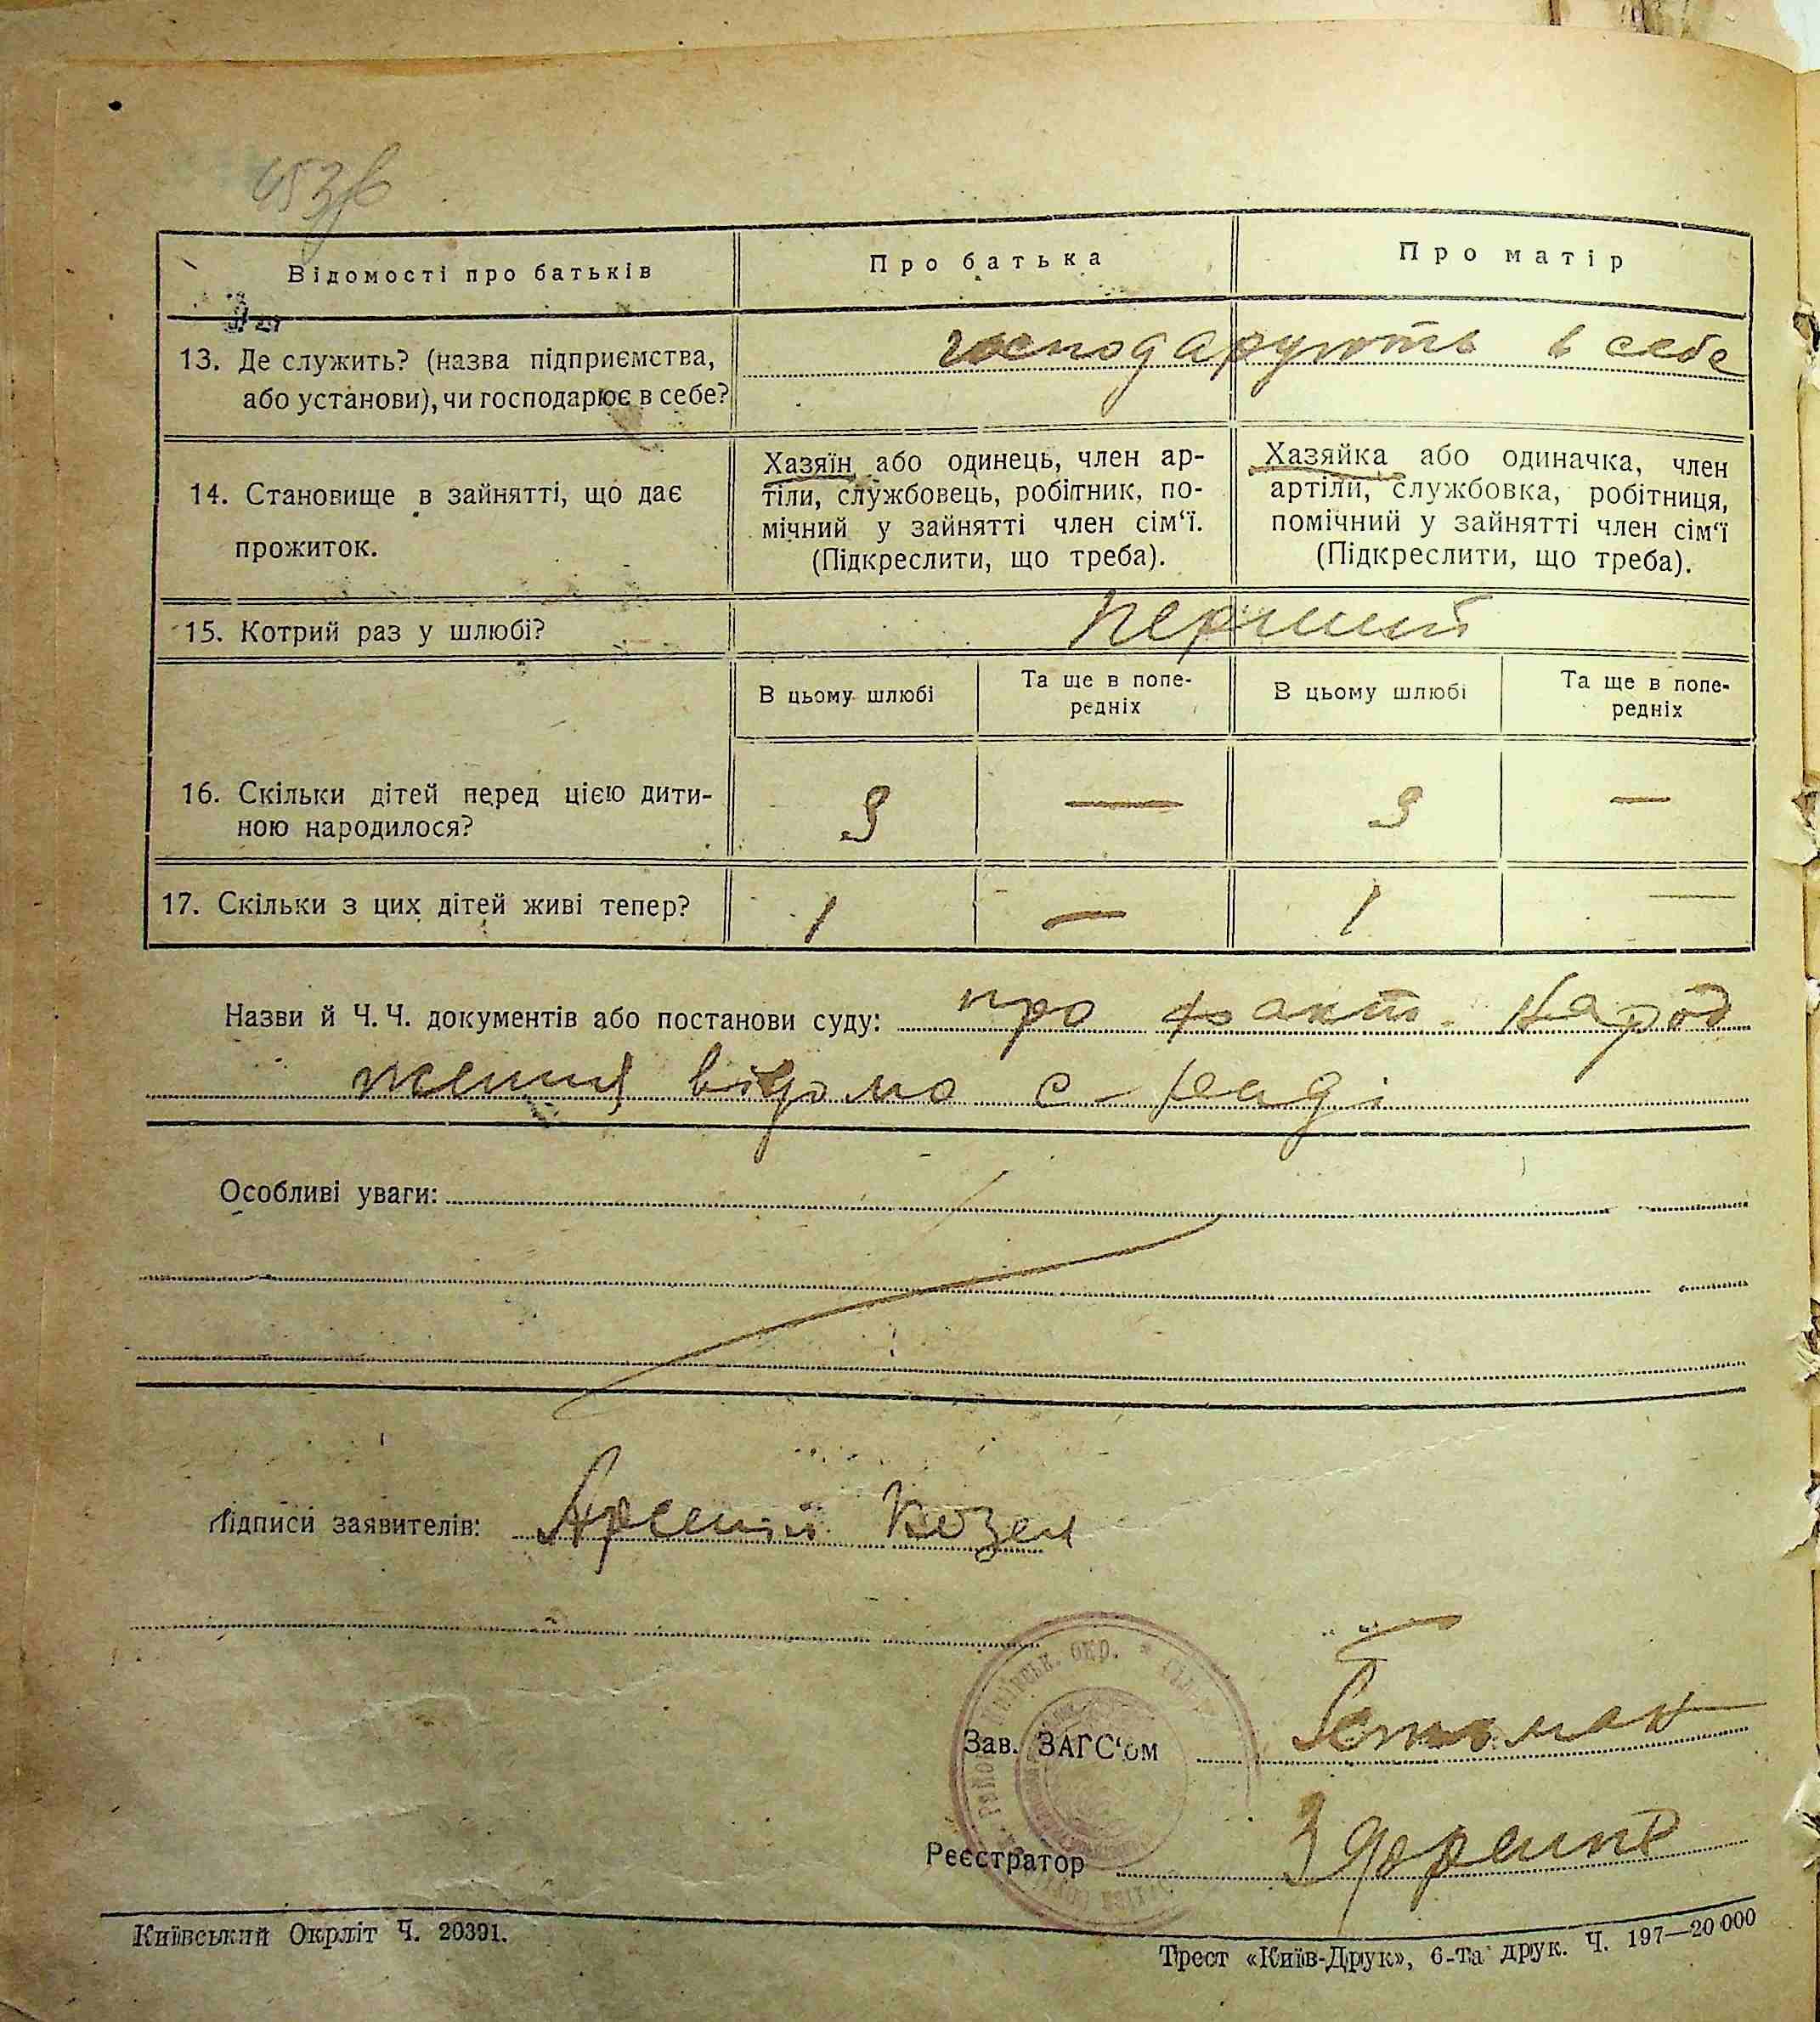 453
Відомості про батьків
Про батька
Про матір
13. Де служить? (назва підприємства,
або установи), чи господарює в себе?
господарують в себе
14. Становище в зайнятті, що дає
прожиток.
Хазяїн або одинець, член ар-
тіли, службовець, робітник, по-
мічний у зайнятті член сім‘ї.
(Підкреслити, що треба).
Хазяйка або одиначка, член
артіли, службовка, робітниця,
помічний у зайнятті член сім‘ї
(Підкреслити, що треба).
15. Котрий раз у шлюбі?
перший
В цьому шлюбі
Та ще в попе-
редніх
В цьому шлюбі
Та ще в попе-
редніх
16. Скільки дітей перед цією дити-
ною народилося?
— —
17. Скільки з цих дітей живі тепер?
1 — 1 —
Назви й Ч. Ч. документів або постанови суду: про факт народ
ження відомо с-раді
Особливі уваги:
Підписи заявителів: Арсеній Козел
Київськ. окр. *
Зав. ЗАГС‘ом
Реєстратор
Київський Окрліт Ч. 20391.
Трест «Київ-Друк», 6-та друк. Ч. 197—20 000